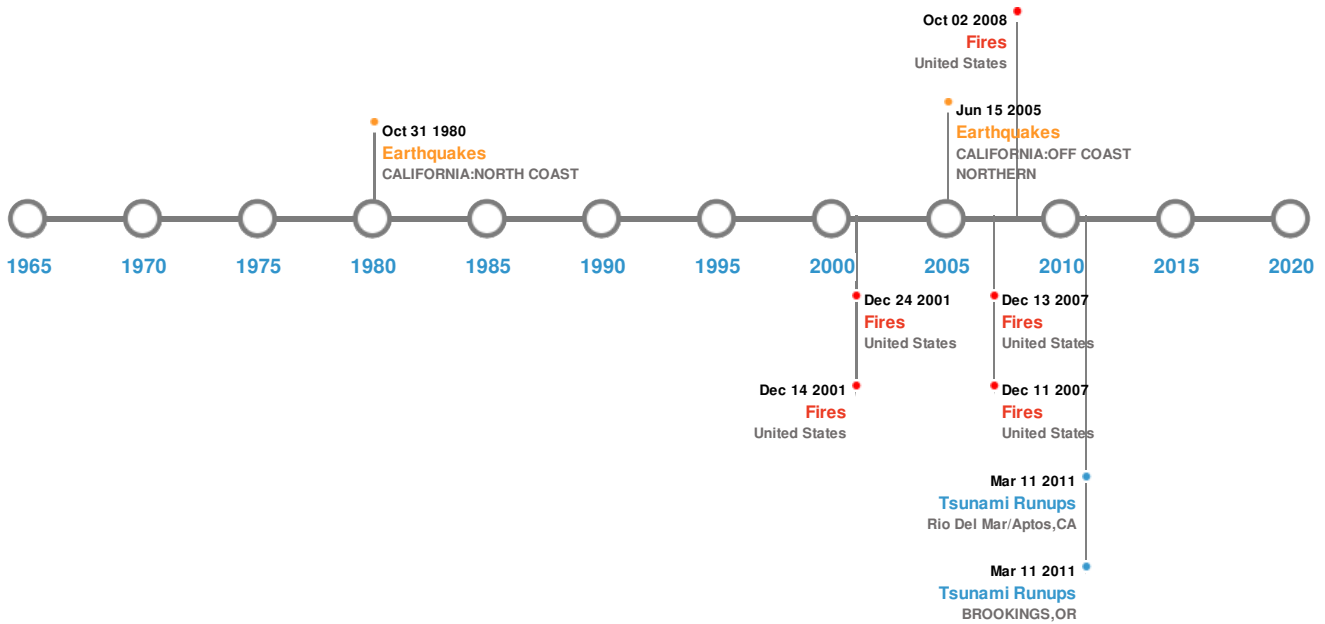 Oct 02 2008
Fires
United States
Jun 15 2005
Earthquakes
CALIFORNIA:OFF COAST
NORTHERN
Oct 31 1980
Earthquakes
CALIFORNIA:NORTH COAST
1965 1970 1975 1980 1985 1990 1995 2000 2005 2010 2015 2020
Dec 24 2001
Fires
United States
Dec 13 2007
Fires
United States
Dec 14 2001
Fires
United States
Dec 11 2007
Fires
United States
Mar 11 2011
Tsunami Runups
Rio Del Mar/Aptos,CA
Mar 11 2011
Tsunami Runups
BROOKINGS,OR